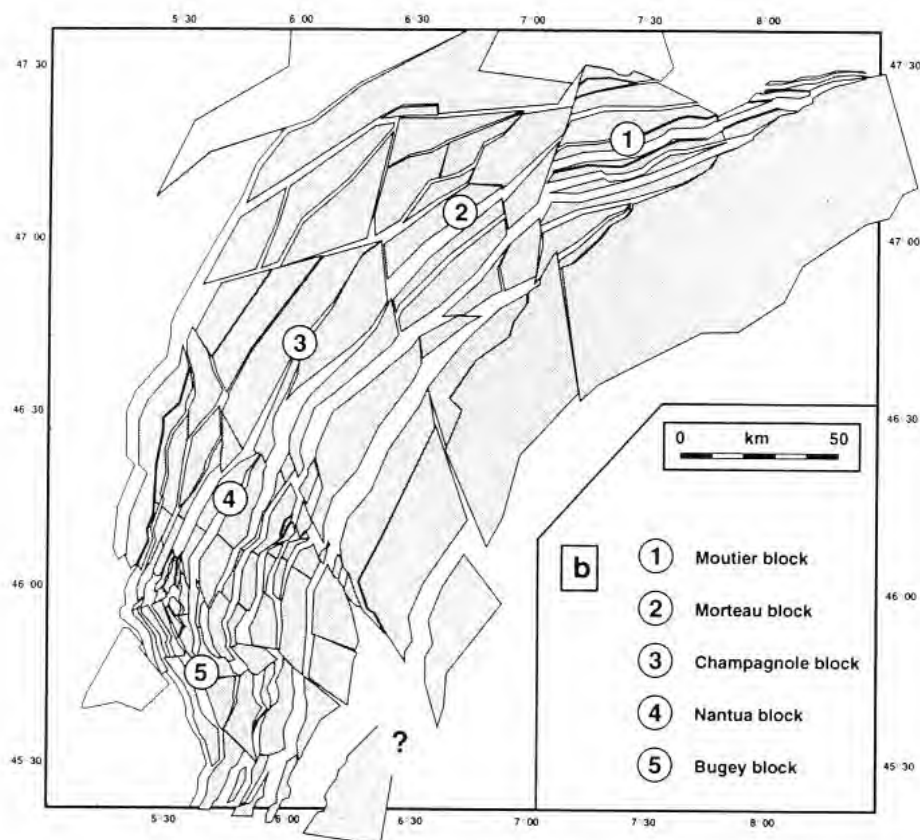 5 30 6 00 6 30 7 00 7 30 8 00
47 30 47 30
1
2
47 00 47 00
3
46 30 46 30
0 km 50
4
b
1 Moutier block
46 00 46 00
2 Morteau block
3 Champagnole block
5
4 Nantua block
?
45 30 5 Bugey block 45 30
5 30 6 00 6 30 7 00 7 30 8 00